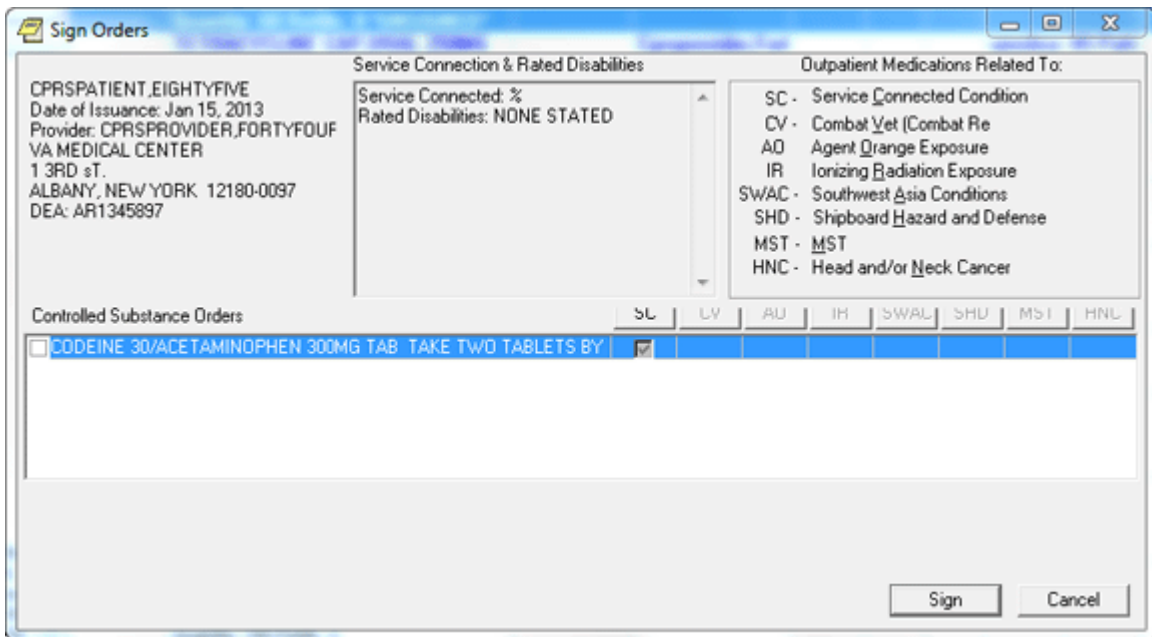 Sign Orders
CPRSPATIENT,EIGHTYFIVE
Date of Issuance: Jan 15, 2013
Provider: CPRSPROVIDER,FORTYFOUF
VA MEDICAL CENTER
1 3RD sT.
ALBANY, NEW YORK 12180-0097
DEA: AR1345897
Service Connection & Rated Disabilities
Service Connected: %
Rated Disabilities: NONE STATED
Outpatient Medications Related To:
SC - Service Connected Condition
CV - Combat Vet (Combat Re
AO Agent Orange Exposure
IR Ionizing Radiation Exposure
SWAC - Southwest Asia Conditions
SHD - Shipboard Hazard and Defense
MST - MST
HNC - Head and/or Neck Cancer
Controlled Substance Orders
SC CV AO IR SWAC SHD MST HNC
CODEINE 30/ACETAMINOPHEN 300MG TAB TAKE TWO TABLETS BY
Sign Cancel